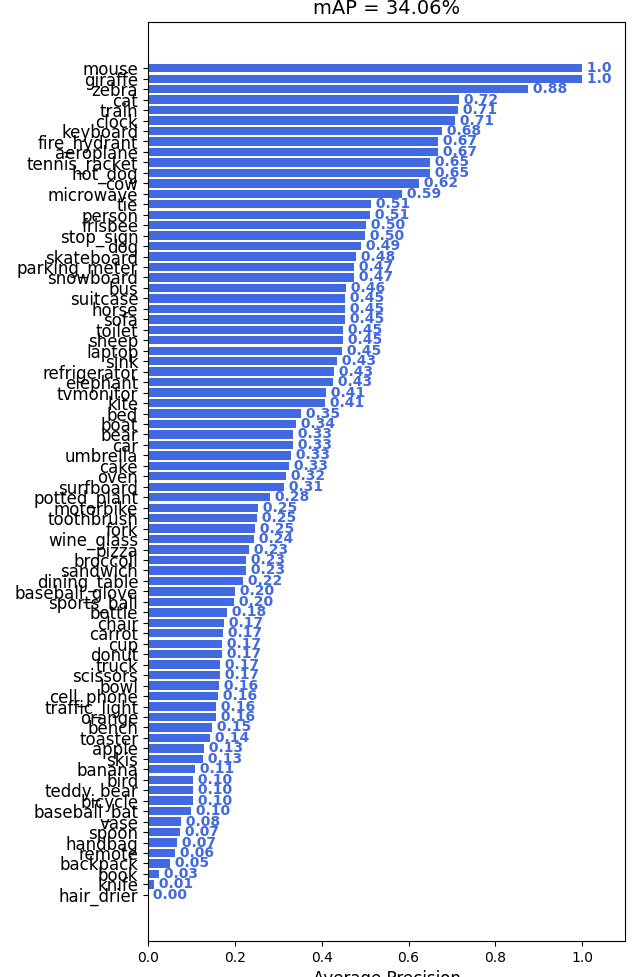 mAP = 34.06%
mouse 1.0
giraffe 1.0
zebra 0.88
cat 0.72
train 0.71
clock 0.71
keyboard 0.68
fire_hydrant 0.67
aeroplane 0.67
tennis_racket 0.65
hot_dog 0.65
cow 0.62
microwave 0.59
tie 0.51
person 0.51
frisbee 0.50
stop_sign 0.50
dog 0.49
skateboard 0.48
parking_meter 0.47
snowboard 0.47
bus 0.46
suitcase 0.45
horse 0.45
sofa 0.45
toilet 0.45
sheep 0.45
laptop 0.45
sink 0.43
refrigerator 0.43
elephant 0.43
tvmonitor 0.41
kite 0.41
bed 0.35
boat 0.34
bear 0.33
car 0.33
umbrella 0.33
cake 0.33
oven 0.32
surfboard 0.31
potted_plant 0.28
motorbike 0.25
toothbrush 0.25
fork 0.25
wine_glass 0.24
pizza 0.23
broccoli 0.23
sandwich 0.23
dining_table 0.22
baseball_glove 0.20
sports_ball 0.20
bottle 0.18
chair 0.17
carrot 0.17
cup 0.17
donut 0.17
truck 0.17
scissors 0.17
bowl 0.16
cell_phone 0.16
traffic_light 0.16
orange 0.16
bench 0.15
toaster 0.14
apple 0.13
skis 0.13
banana 0.11
bird 0.10
teddy_bear 0.10
bicycle 0.10
baseball_bat 0.10
vase 0.08
spoon 0.07
handbag 0.07
remote 0.06
backpack 0.05
book 0.03
knife 0.01
hair_drier 0.00
0.0 0.2 0.4 0.6 0.8 1.0
Average Precision